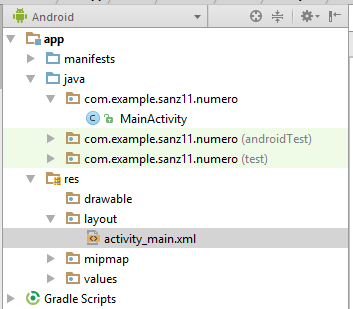 Android
app
manifests
java
com.example.sanz11.numero
MainActivity
com.example.sanz11.numero (androidTest)
com.example.sanz11.numero (test)
res
drawable
layout
activity_main.xml
mipmap
values
Gradle Scripts